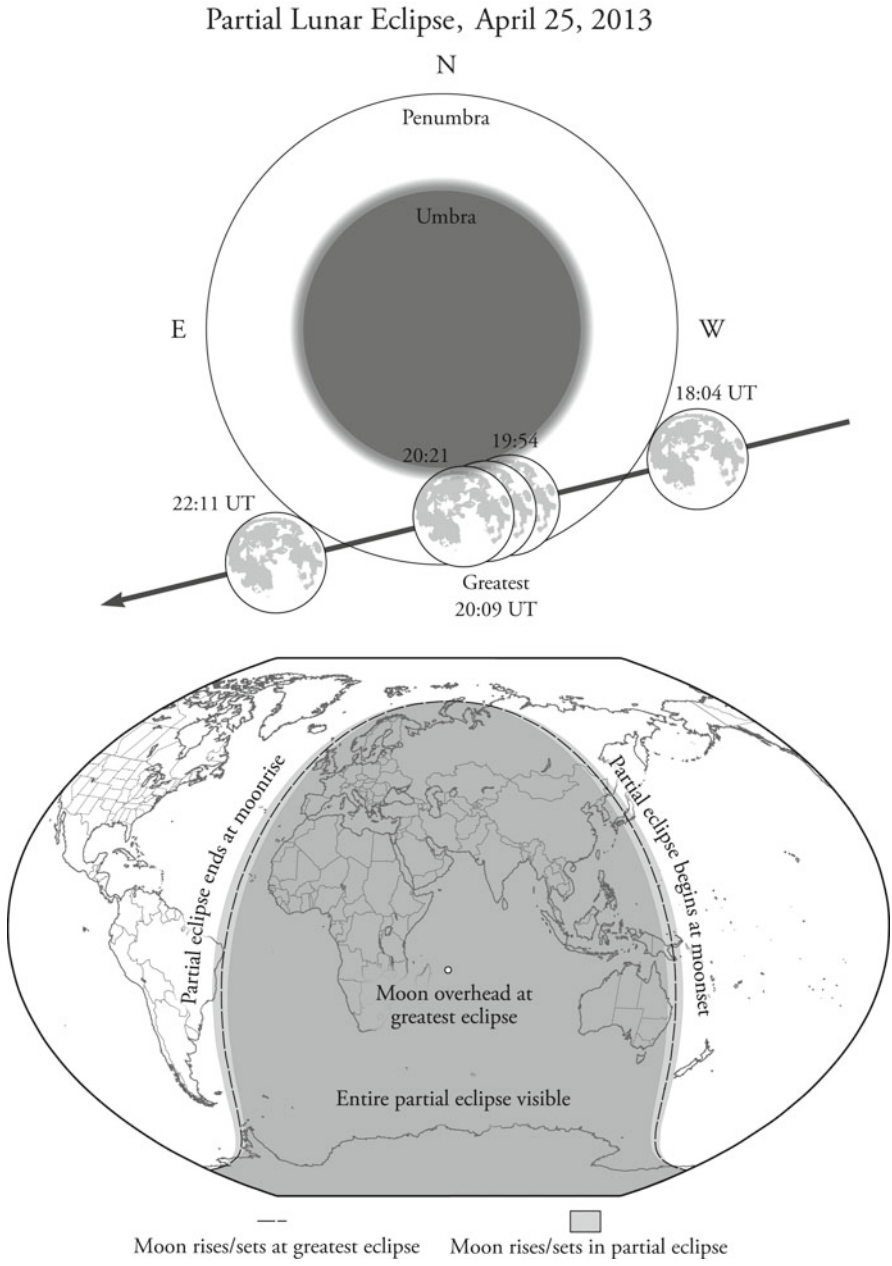 Partial Lunar Eclipse, April 25, 2013
N
Penumbra
Umbra
E
W
18:04 UT
19:54
20:21
22:11 UT
Greatest
20:09 UT
Partial eclipse ends at moonrise
Partial eclipse begins at moonset
Moon overhead at
greatest eclipse
Entire partial eclipse visible
Moon rises/sets at greatest eclipse
Moon rises/sets in partial eclipse